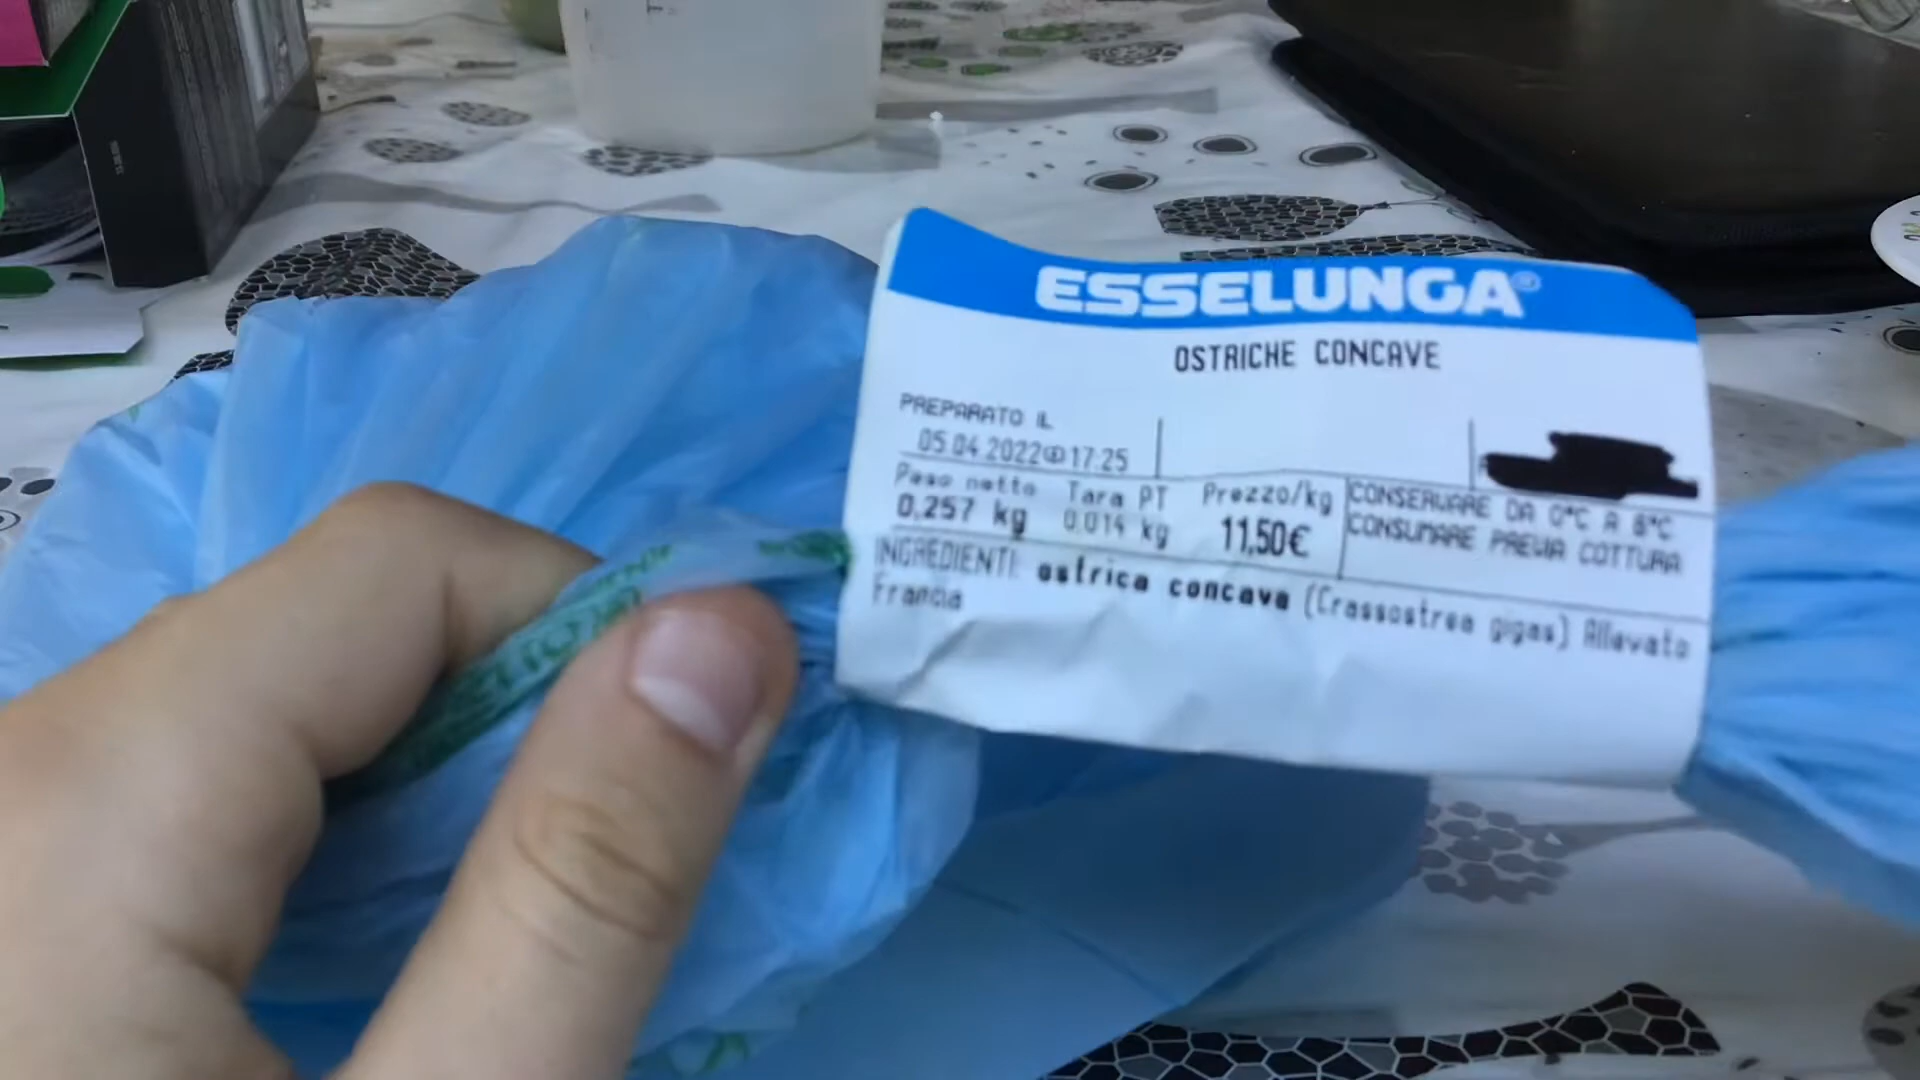 ESSELUNGA®
OSTRICHE CONCAVE
PREPARATO IL
05.04.2022 17:25
Peso netto Tara PT Prezzo/kg
0,257 kg 0,014 kg 11,50€
CONSERVARE DA 0°C A 6°C
CONSUMARE PREVIA COTTURA
INGREDIENTI: ostrica concava (Crassostrea gigas) Allevato
Francia